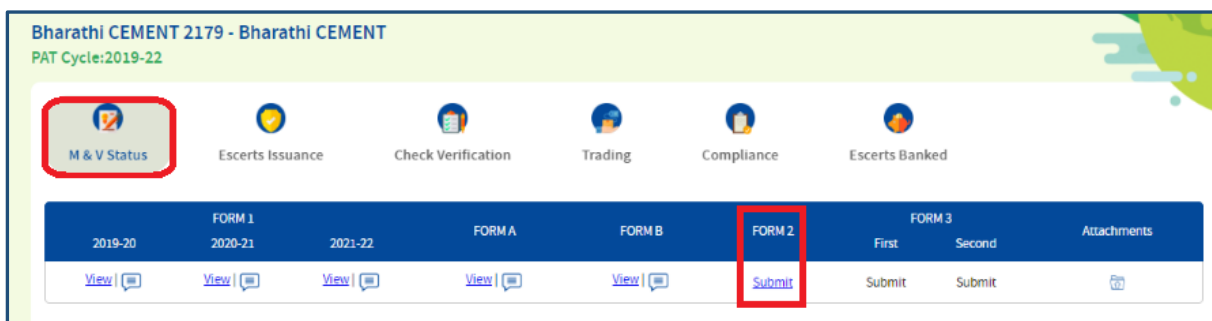 Bharathi CEMENT 2179 - Bharathi CEMENT
PAT Cycle:2019-22
M & V Status Escerts Issuance Check Verification Trading Compliance Escerts Banked
FORM 1 FORM A FORM B FORM 2 FORM 3 Attachments
2019-20 2020-21 2021-22 First Second
View | View | View | View | View | Submit Submit Submit